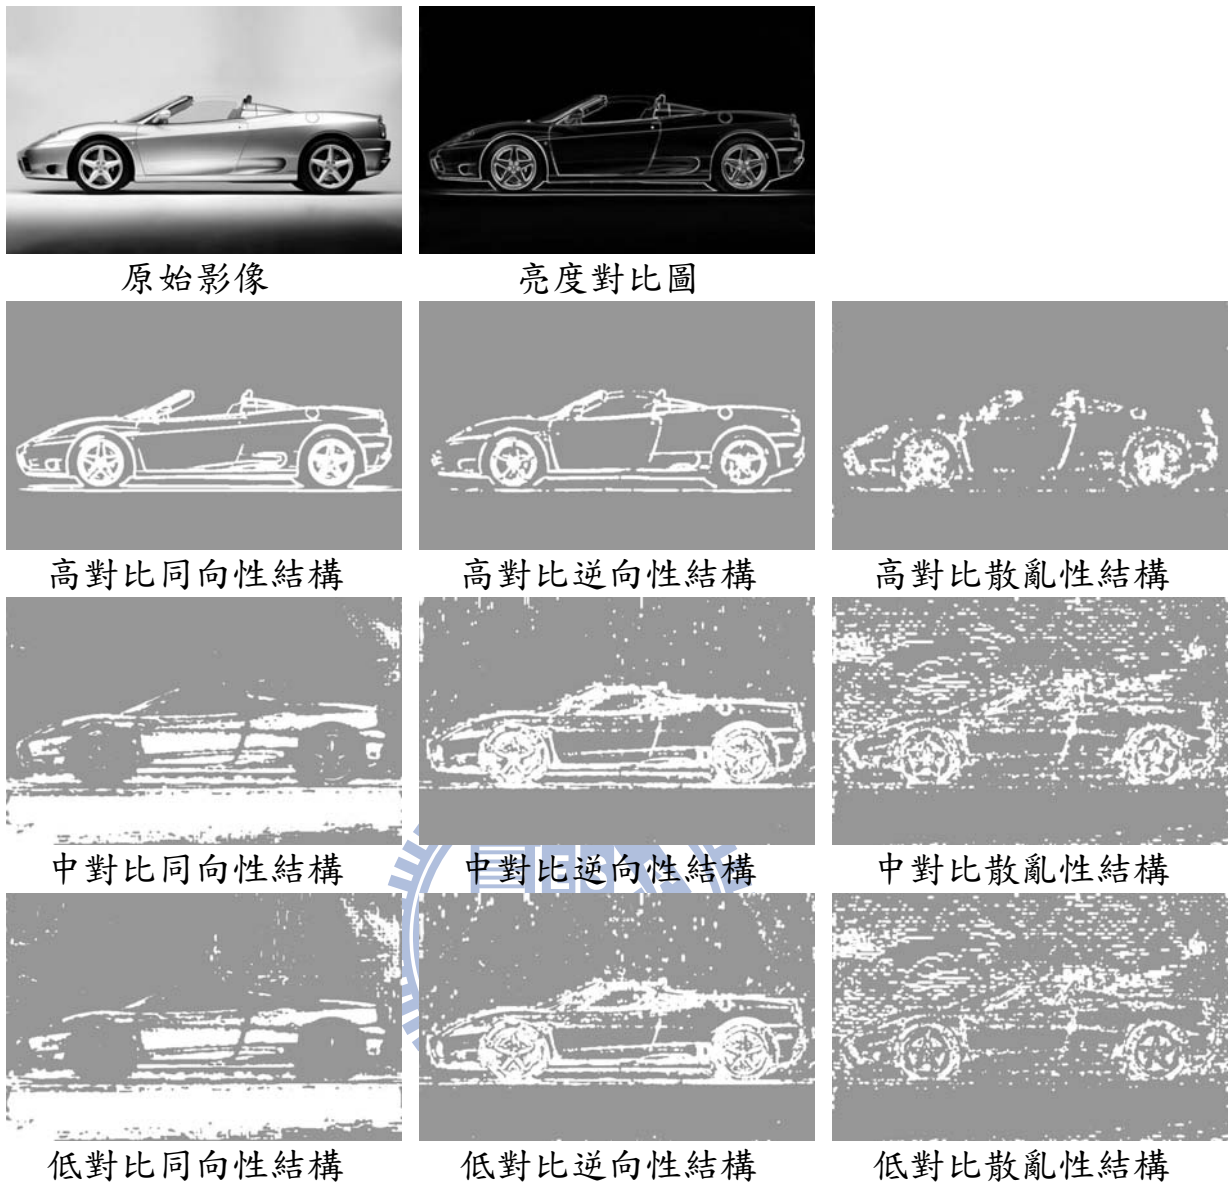 原始影像
亮度對比圖
高對比同向性結構
高對比逆向性結構
高對比散亂性結構
中對比同向性結構
中對比逆向性結構
中對比散亂性結構
低對比同向性結構
低對比逆向性結構
低對比散亂性結構